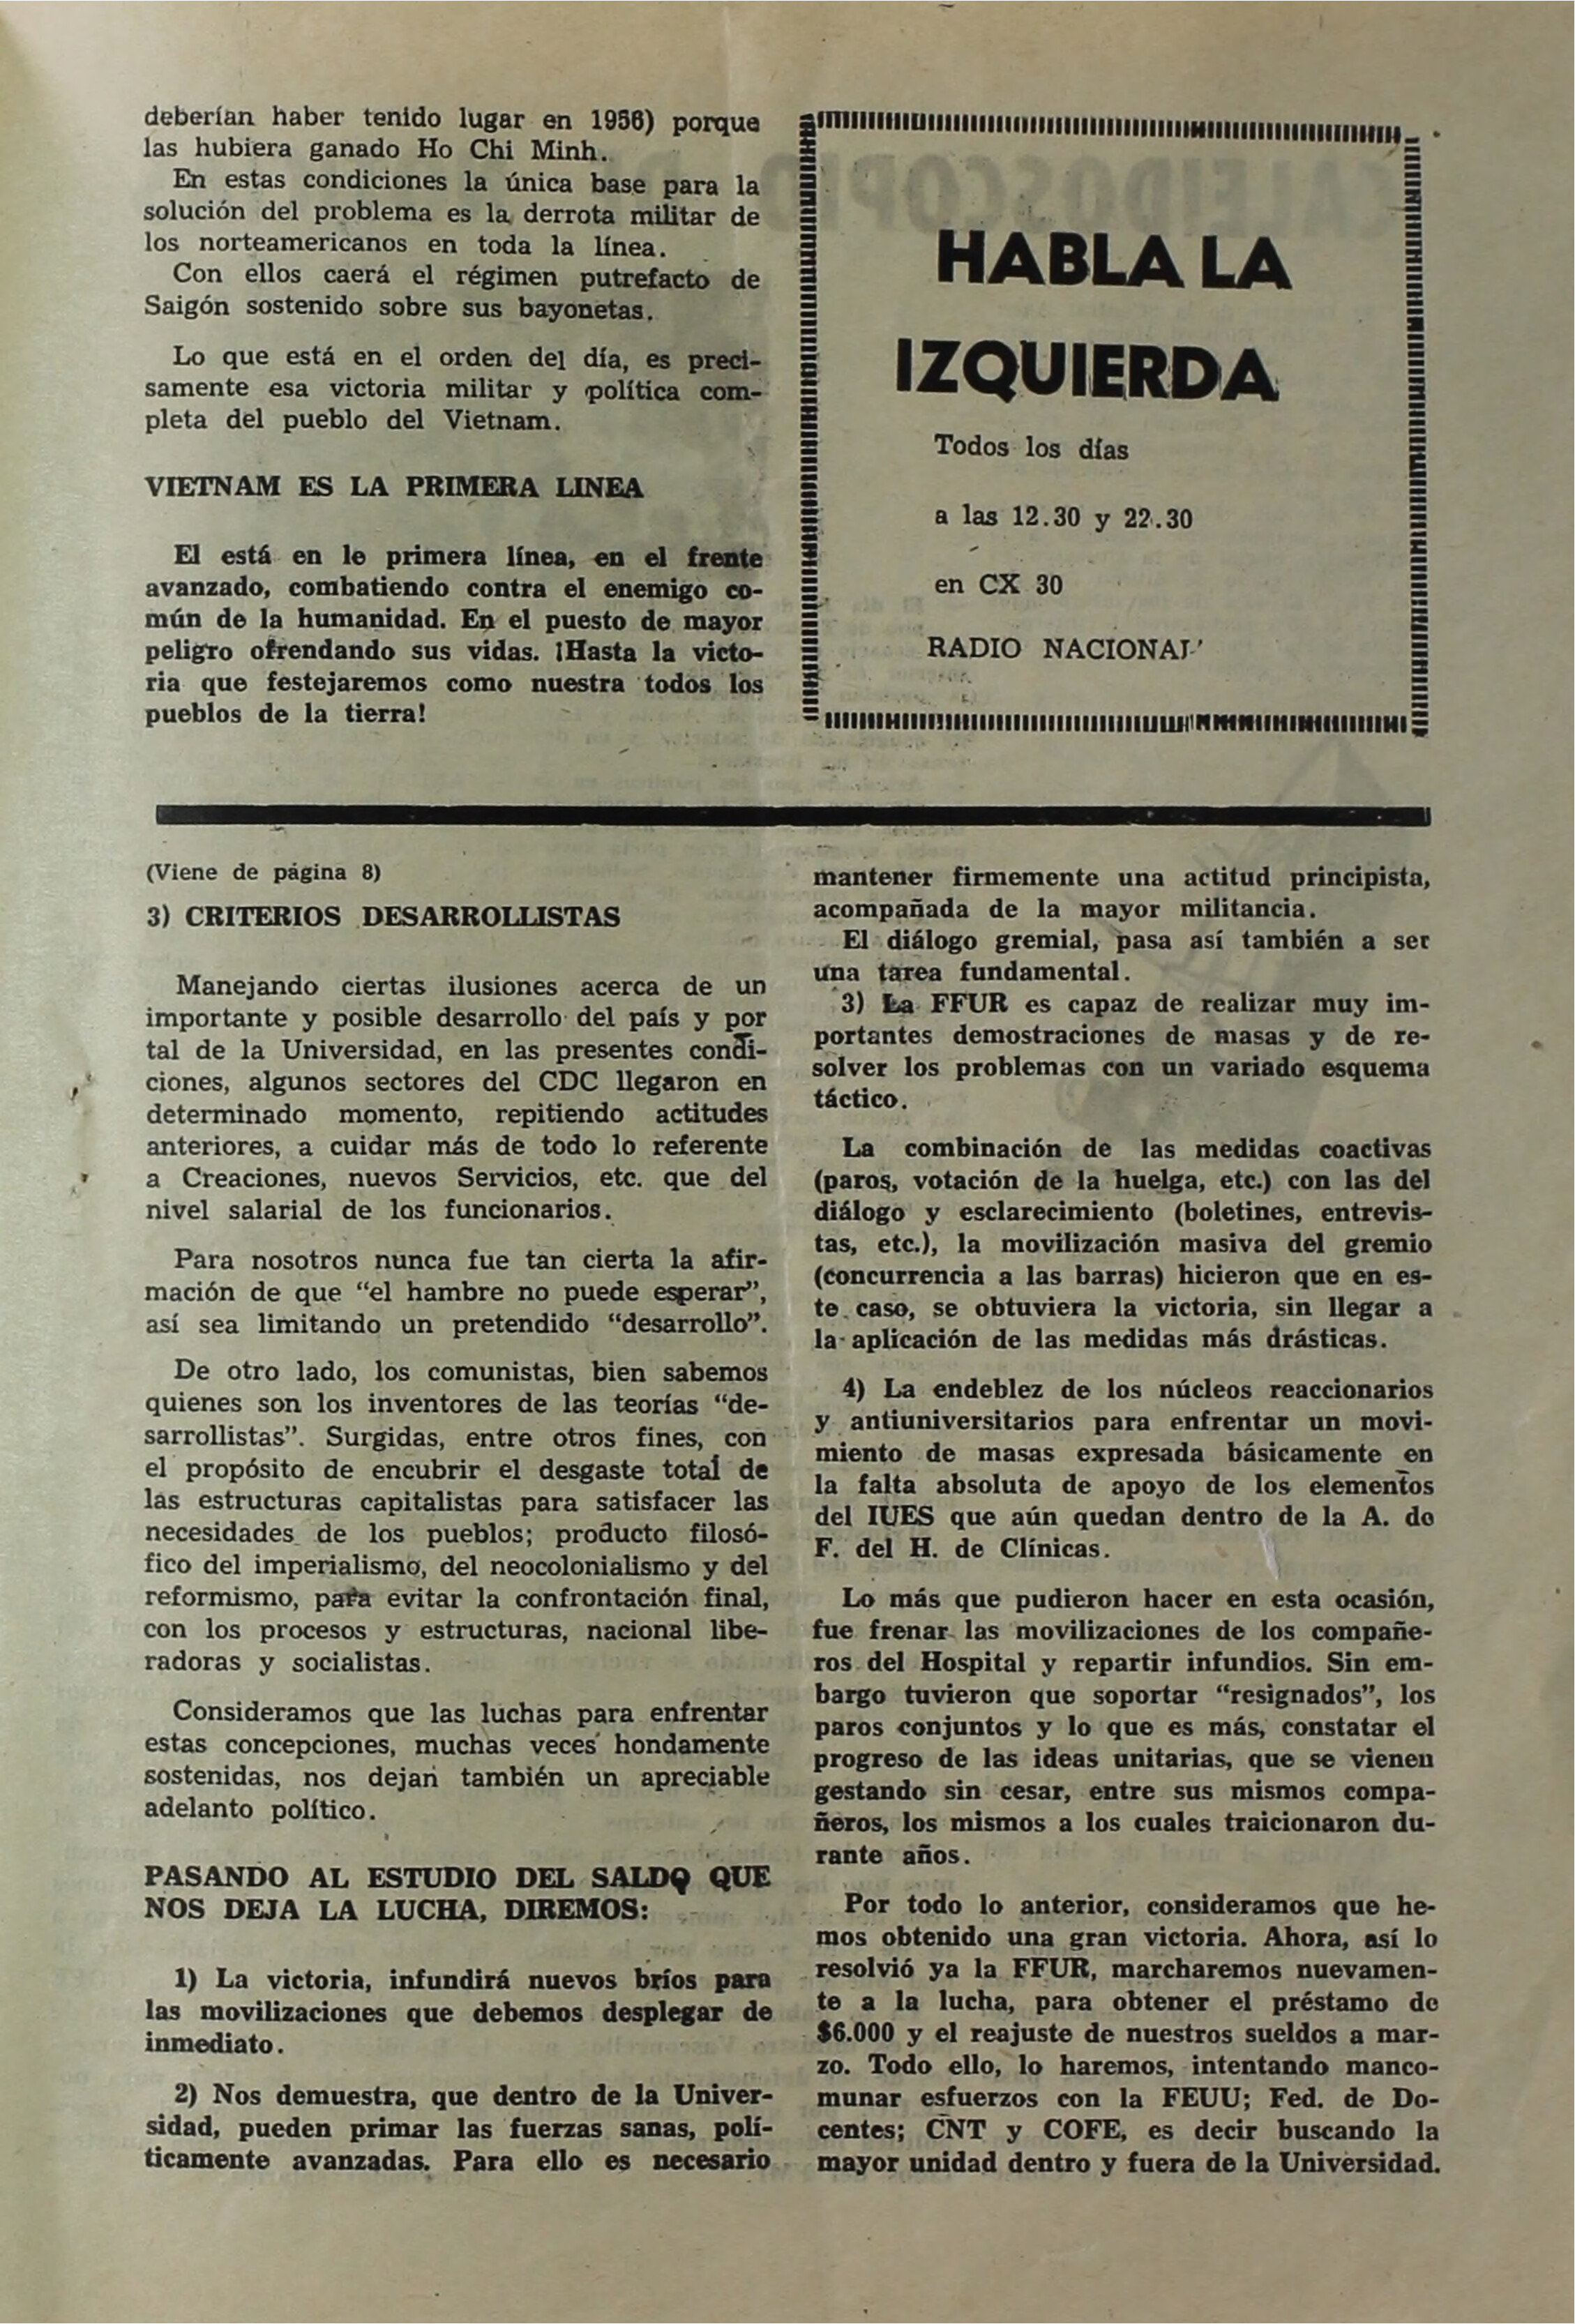 deberían haber tenido lugar en 1956) porque
las hubiera ganado Ho Chi Minh.
En estas condiciones la única base para la
solución del problema es la derrota militar de
los norteamericanos en toda la línea.
Con ellos caerá el régimen putrefacto de
Saigón sostenido sobre sus bayonetas.
Lo que está en el orden del día, es preci-
samente esa victoria militar y política com-
pleta del pueblo del Vietnam.
VIETNAM ES LA PRIMERA LINEA
El está en le primera línea, en el frente
avanzado, combatiendo contra el enemigo co-
mún de la humanidad. En el puesto de mayor
peligro ofrendando sus vidas. ¡Hasta la victo-
ria que festejaremos como nuestra todos los
pueblos de la tierra!
HABLA LA
IZQUIERDA
Todos los días
a las 12.30 y 22.30
en CX 30
RADIO NACIONAL
(Viene de página 8)
3) CRITERIOS DESARROLLISTAS
Manejando ciertas ilusiones acerca de un
importante y posible desarrollo del país y por
tal de la Universidad, en las presentes condi-
ciones, algunos sectores del CDC llegaron en
determinado momento, repitiendo actitudes
anteriores, a cuidar más de todo lo referente
a Creaciones, nuevos Servicios, etc. que del
nivel salarial de los funcionarios.
Para nosotros nunca fue tan cierta la afir-
mación de que “el hambre no puede esperar”,
así sea limitando un pretendido “desarrollo”.
De otro lado, los comunistas, bien sabemos
quienes son los inventores de las teorías “de-
sarrollistas”. Surgidas, entre otros fines, con
el propósito de encubrir el desgaste total de
las estructuras capitalistas para satisfacer las
necesidades de los pueblos; producto filosó-
fico del imperialismo, del neocolonialismo y del
reformismo, para evitar la confrontación final,
con los procesos y estructuras, nacional libe-
radoras y socialistas.
Consideramos que las luchas para enfrentar
estas concepciones, muchas veces hondamente
sostenidas, nos dejan también un apreciable
adelanto político.
PASANDO AL ESTUDIO DEL SALDO QUE
NOS DEJA LA LUCHA, DIREMOS:
1) La victoria, infundirá nuevos bríos para
las movilizaciones que debemos desplegar de
inmediato.
2) Nos demuestra, que dentro de la Univer-
sidad, pueden primar las fuerzas sanas, polí-
ticamente avanzadas. Para ello es necesario
mantener firmemente una actitud principista,
acompañada de la mayor militancia.
El diálogo gremial, pasa así también a ser
una tarea fundamental.
3) La FFUR es capaz de realizar muy im-
portantes demostraciones de masas y de re-
solver los problemas con un variado esquema
táctico.
La combinación de las medidas coactivas
(paros, votación de la huelga, etc.) con las del
diálogo y esclarecimiento (boletines, entrevis-
tas, etc.), la movilización masiva del gremio
(concurrencia a las barras) hicieron que en es-
te caso, se obtuviera la victoria, sin llegar a
la aplicación de las medidas más drásticas.
4) La endeblez de los núcleos reaccionarios
y antiuniversitarios para enfrentar un movi-
miento de masas expresada básicamente en
la falta absoluta de apoyo de los elementos
del IUES que aún quedan dentro de la A. de
F. del H. de Clínicas.
Lo más que pudieron hacer en esta ocasión,
fue frenar las movilizaciones de los compañe-
ros del Hospital y repartir infundios. Sin em-
bargo tuvieron que soportar “resignados”, los
paros conjuntos y lo que es más, constatar el
progreso de las ideas unitarias, que se vienen
gestando sin cesar, entre sus mismos compa-
ñeros, los mismos a los cuales traicionaron du-
rante años.
Por todo lo anterior, consideramos que he-
mos obtenido una gran victoria. Ahora, así lo
resolvió ya la FFUR, marcharemos nuevamen-
te a la lucha, para obtener el préstamo de
$6.000 y el reajuste de nuestros sueldos a mar-
zo. Todo ello, lo haremos, intentando manco-
munar esfuerzos con la FEUU; Fed. de Do-
centes; CNT y COFE, es decir buscando la
mayor unidad dentro y fuera de la Universidad.